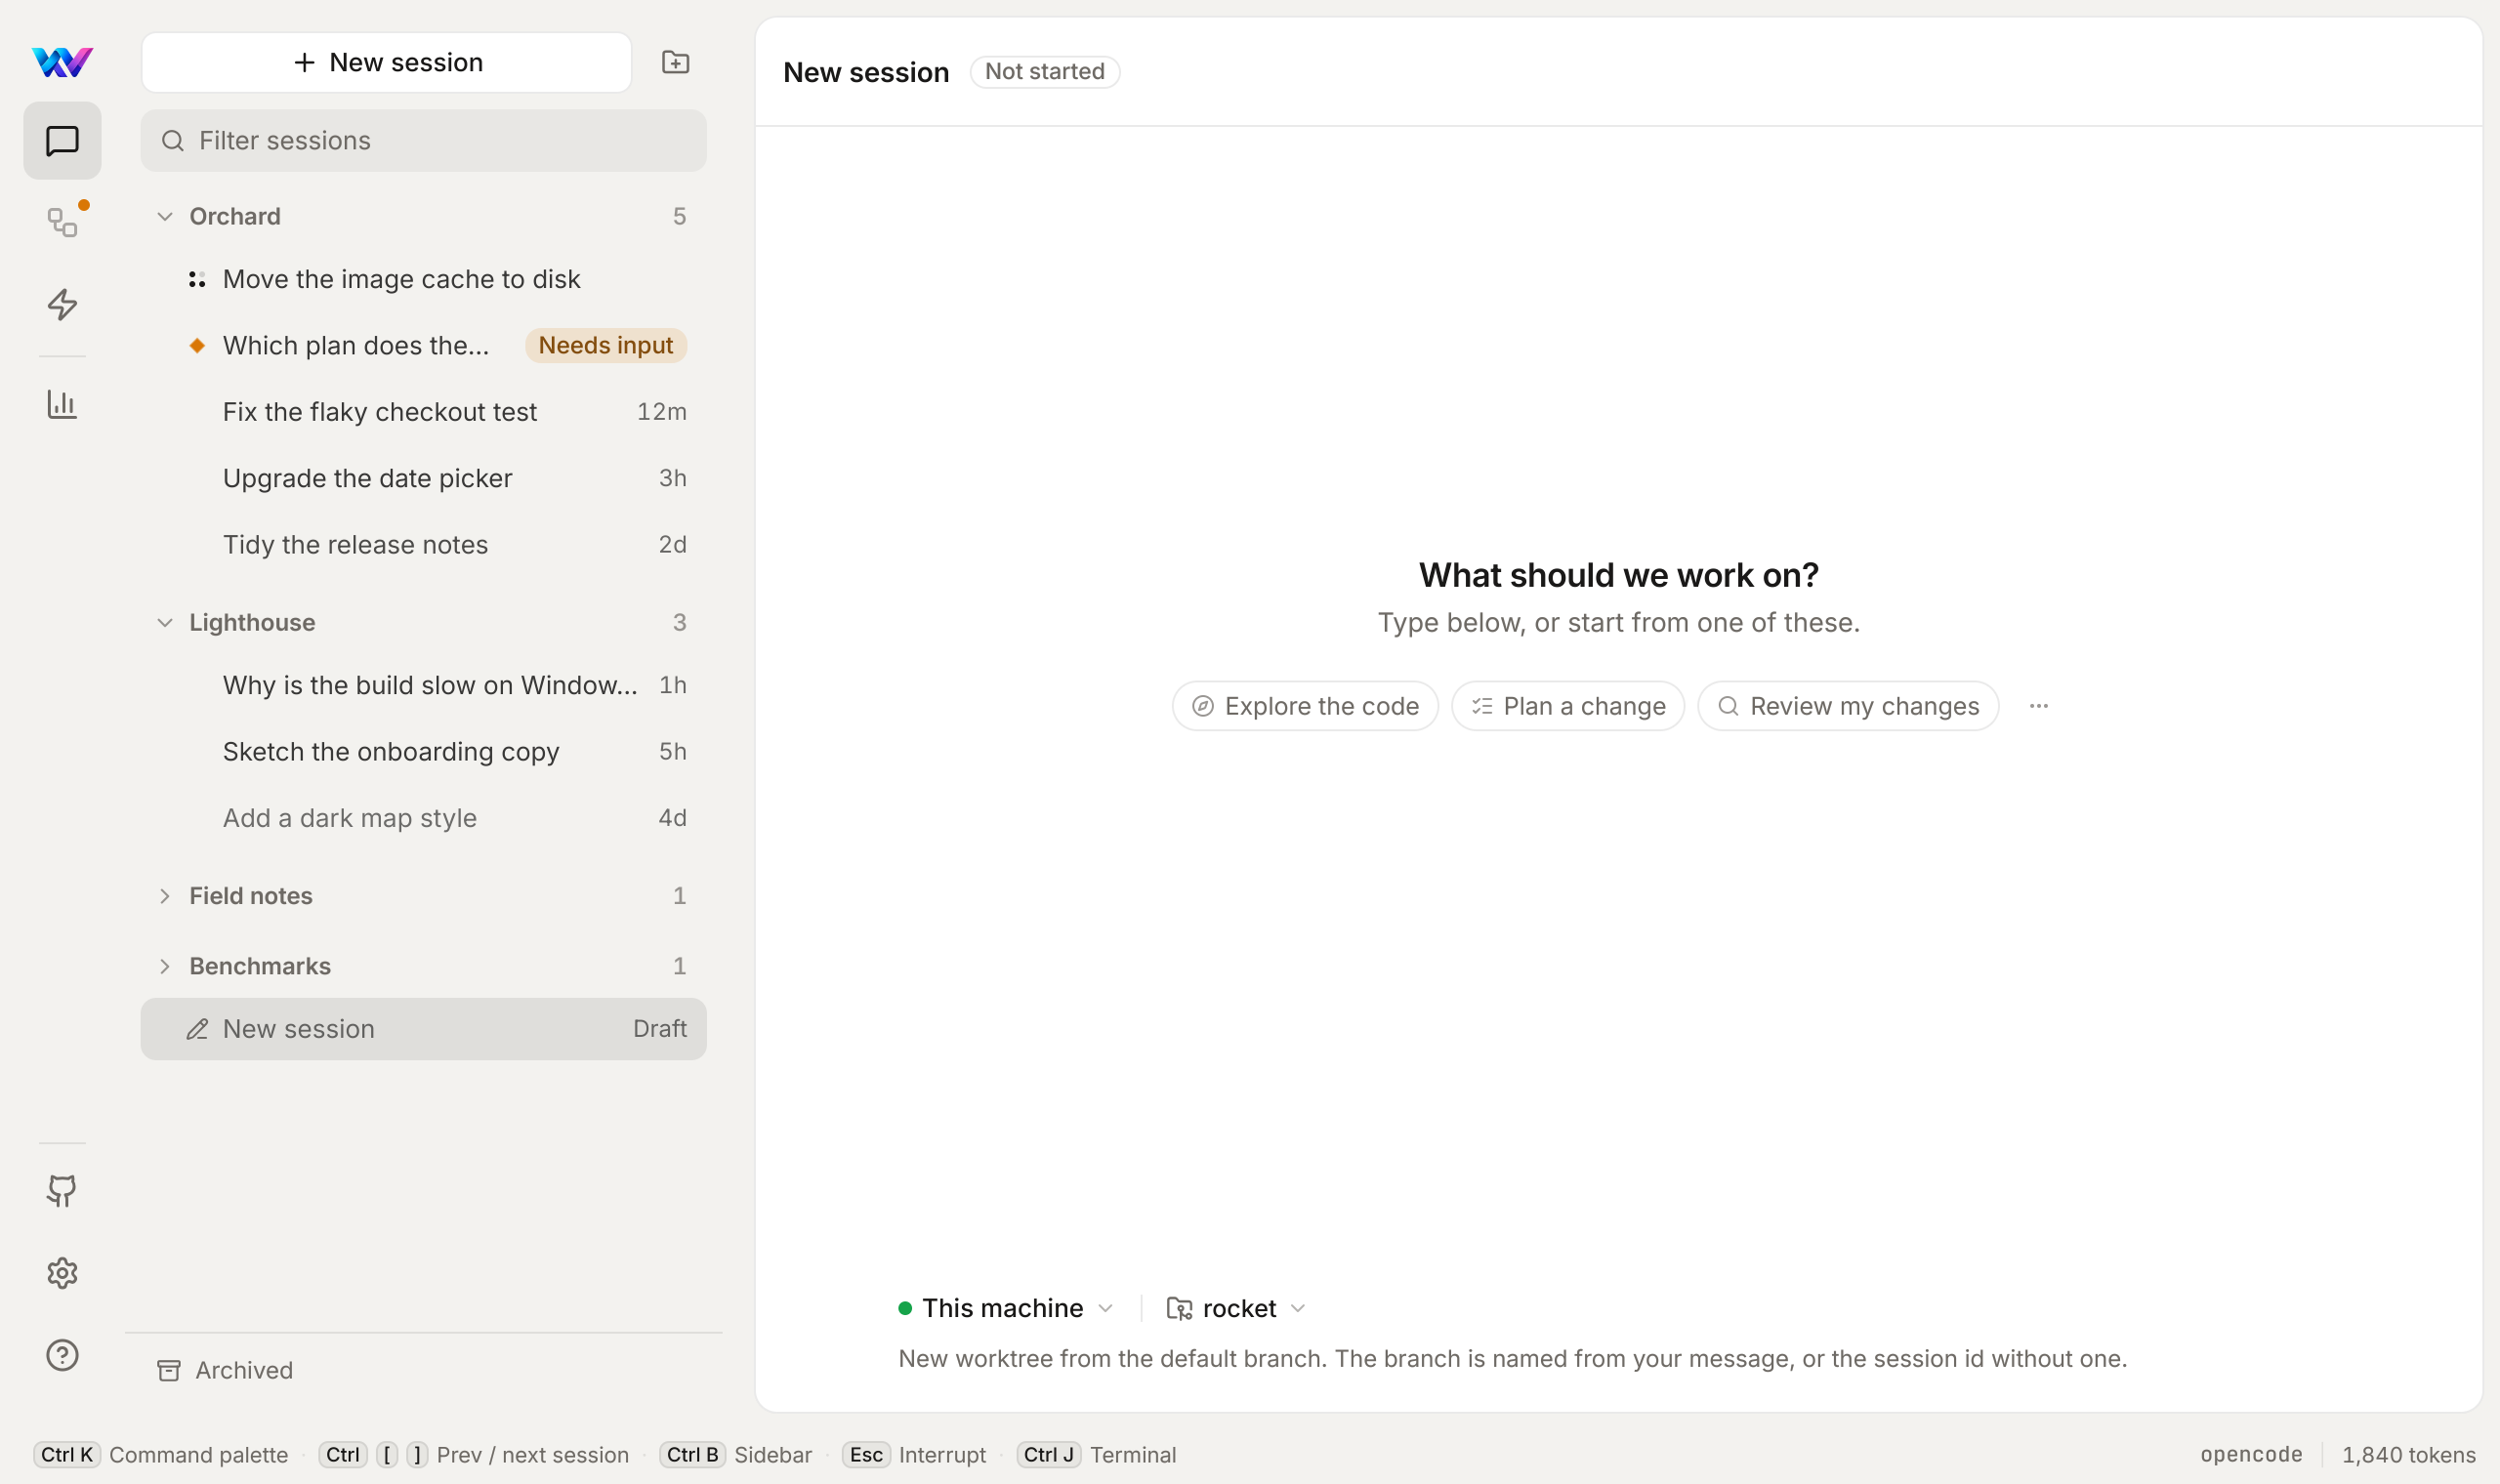 New session
Filter sessions
Orchard 5
Move the image cache to disk
Which plan does the... Needs input
Fix the flaky checkout test 12m
Upgrade the date picker 3h
Tidy the release notes 2d
Lighthouse 3
Why is the build slow on Window... 1h
Sketch the onboarding copy 5h
Add a dark map style 4d
Field notes 1
Benchmarks 1
New session Draft
Archived
New session Not started
What should we work on?
Type below, or start from one of these.
Explore the code Plan a change Review my changes
This machine rocket
New worktree from the default branch. The branch is named from your message, or the session id without one.
Ctrl K Command palette · Ctrl [ ] Prev / next session · Ctrl B Sidebar · Esc Interrupt · Ctrl J Terminal
opencode 1,840 tokens